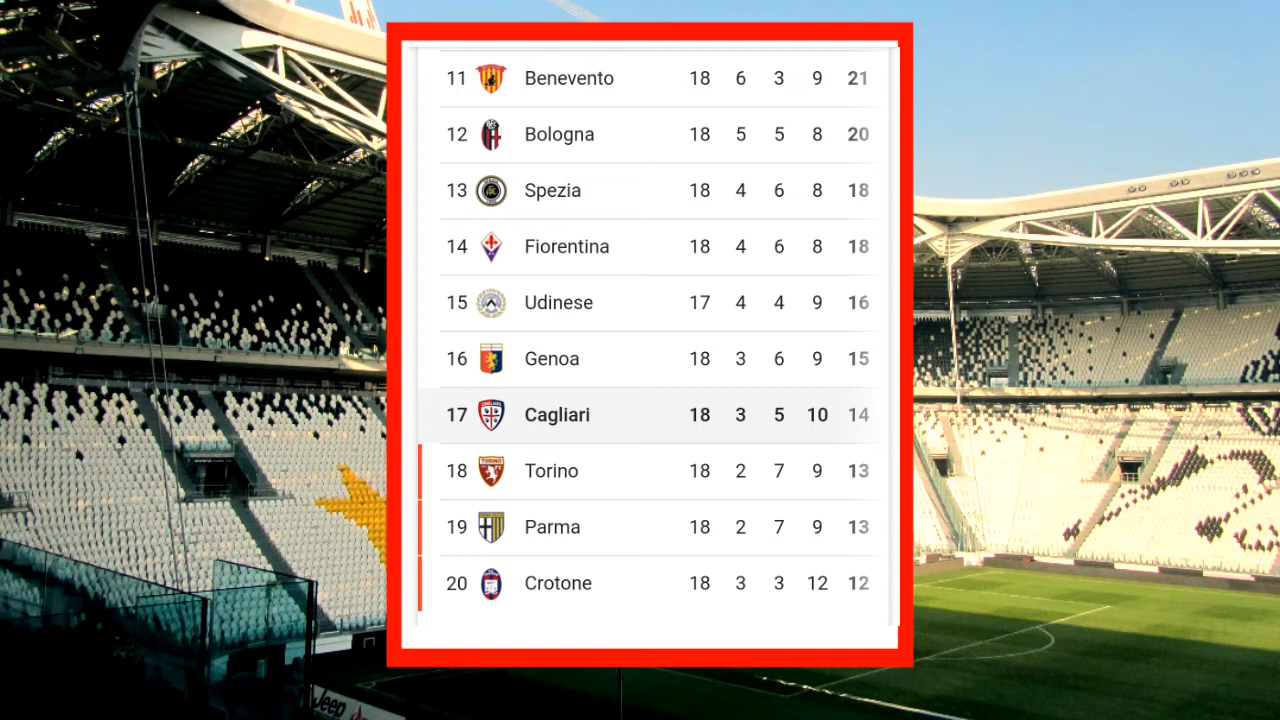 11 Benevento 18 6 3 9 21
12 Bologna 18 5 5 8 20
13 Spezia 18 4 6 8 18
14 Fiorentina 18 4 6 8 18
15 Udinese 17 4 4 9 16
16 Genoa 18 3 6 9 15
17 Cagliari 18 3 5 10 14
18 Torino 18 2 7 9 13
19 Parma 18 2 7 9 13
20 Crotone 18 3 3 12 12
Jeep